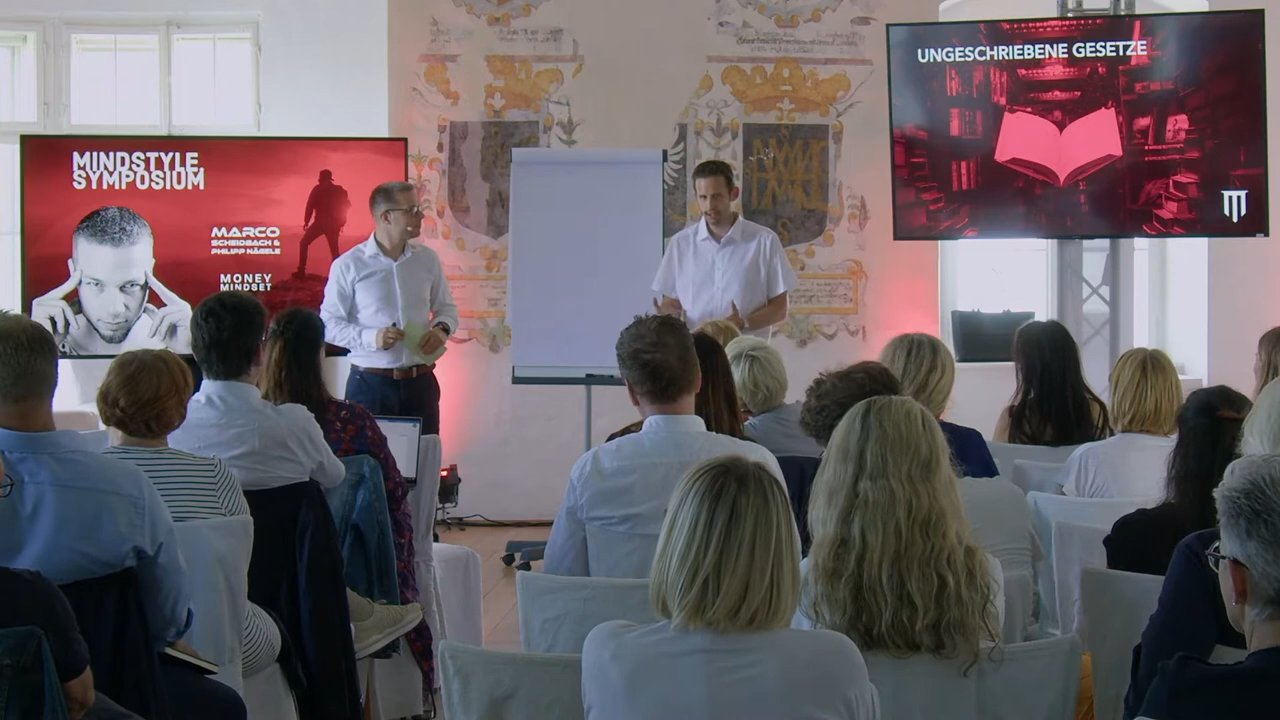 MINDSTYLE
SYMPOSIUM
MARCO
SCHEIDBACH &
PHILIPP NÄGELE
MONEY
MINDSET
UNGESCHRIEBENE GESETZE